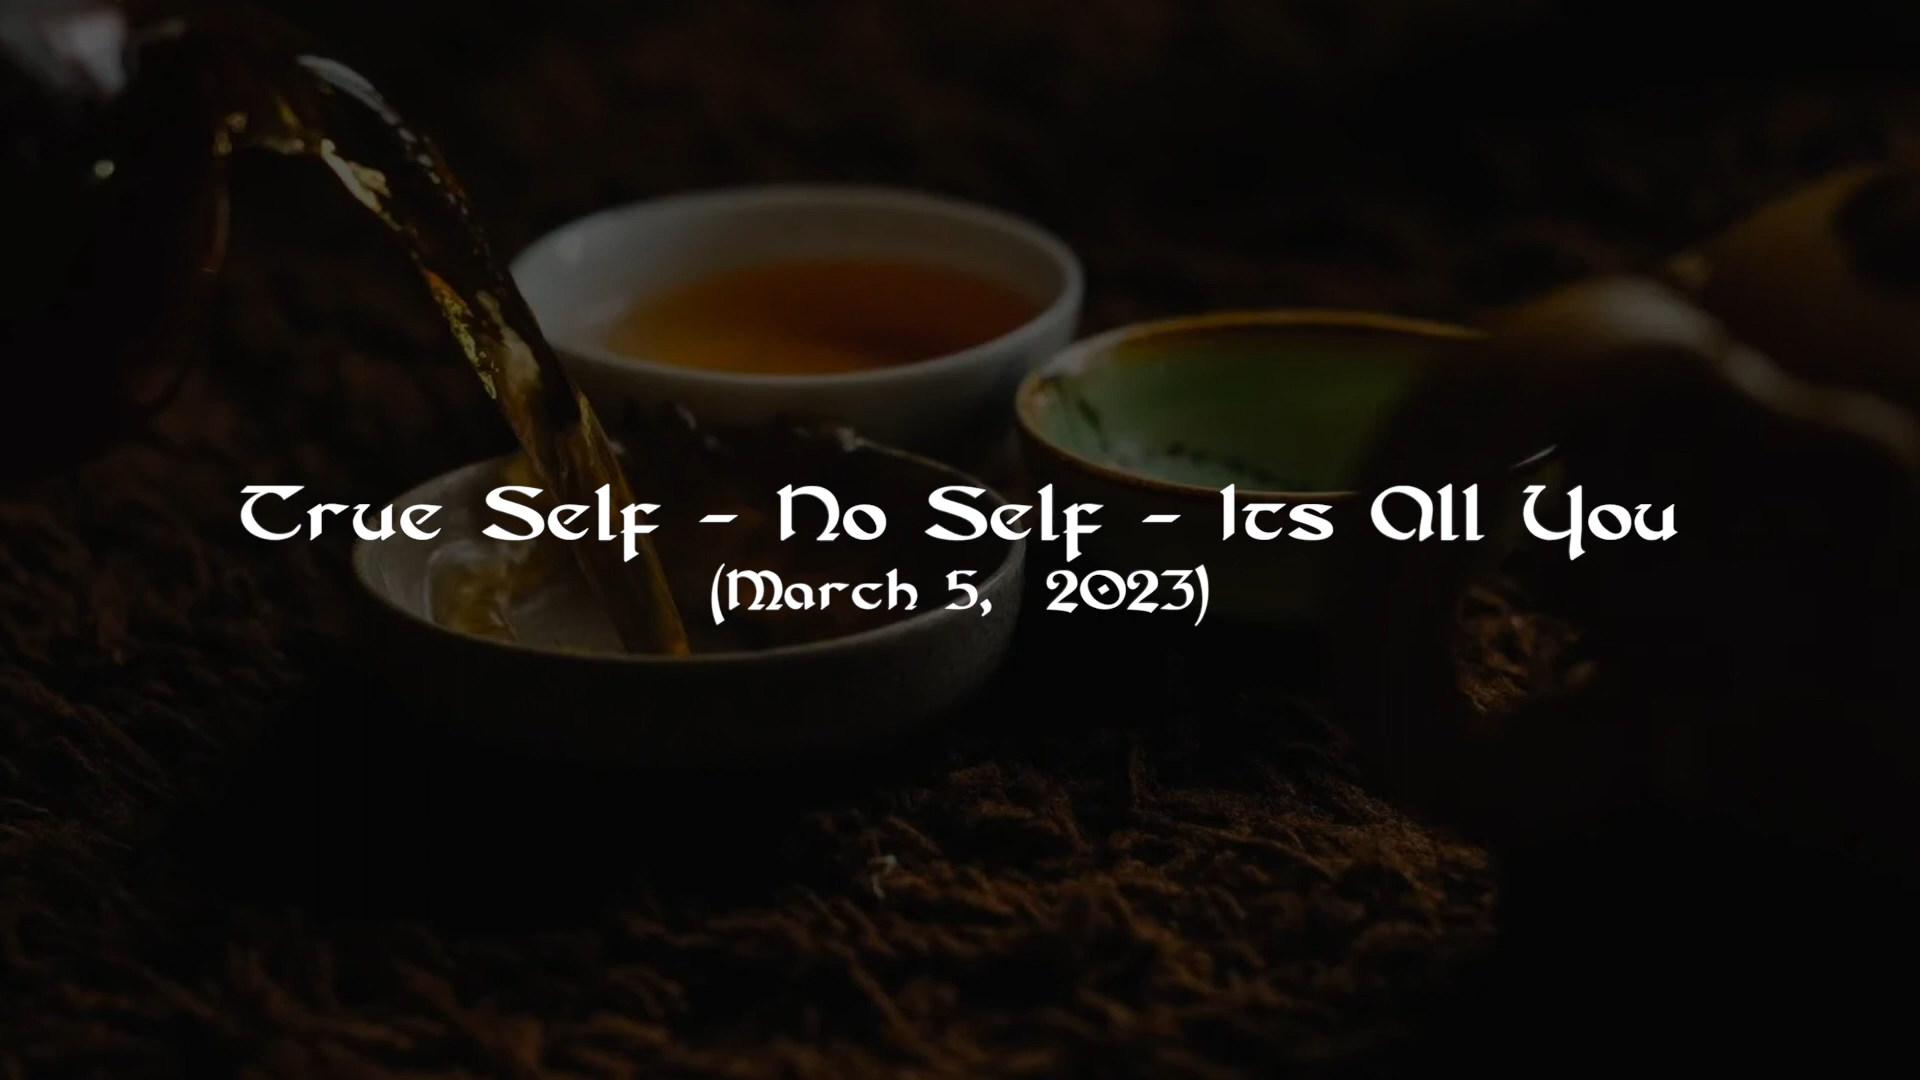 True Self - No Self - Its All You
(March 5, 2023)